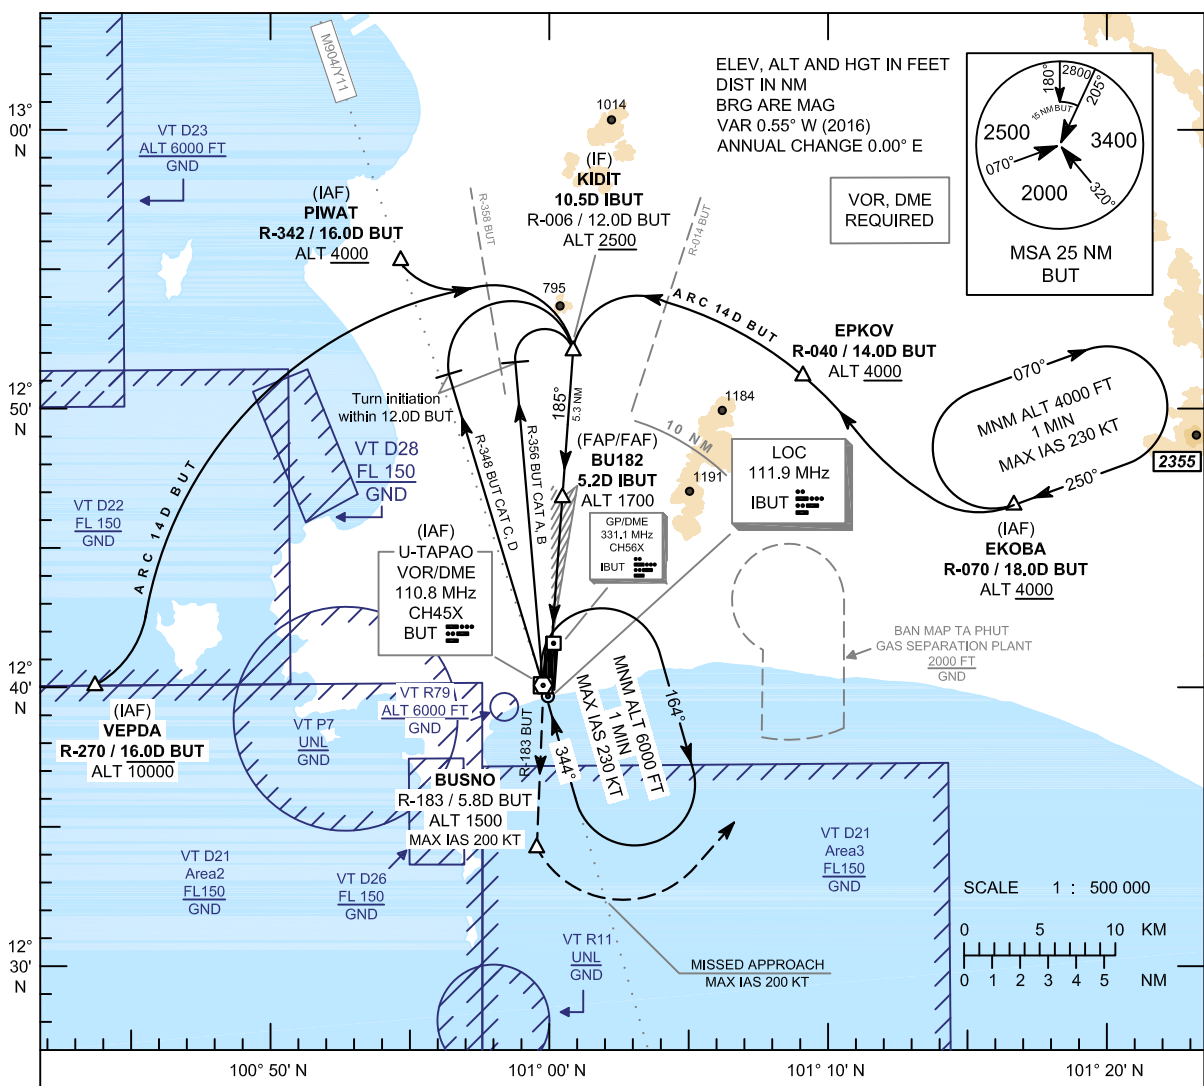 M904/Y11
ELEV, ALT AND HGT IN FEET
DIST IN NM
BRG ARE MAG
VAR 0.55° W (2016)
ANNUAL CHANGE 0.00° E
180°
2800
205°
15 NM BUT
2500
3400
070°
2000
320°
MSA 25 NM
BUT
VOR, DME
REQUIRED
13°
00'
N
VT D23
ALT 6000 FT
GND
1014
(IF)
KIDIT
10.5D IBUT
R-006 / 12.0D BUT
ALT 2500
(IAF)
PIWAT
R-342 / 16.0D BUT
ALT 4000
R-358 BUT
R-014 BUT
795
ARC 14D BUT
EPKOV
R-040 / 14.0D BUT
ALT 4000
070°
MNM ALT 4000 FT
1 MIN
MAX IAS 230 KT
250°
2355
12°
50'
N
Turn initiation
within 12.0D BUT
185°
5.3 NM
1184
10 NM
1191
VT D28
FL 150
GND
R-348 BUT CAT C, D
R-356 BUT CAT A, B
(FAP/FAF)
BU182
5.2D IBUT
ALT 1700
LOC
111.9 MHz
IBUT
GP/DME
331.1 MHz
CH56X
IBUT
(IAF)
EKOBA
R-070 / 18,0D BUT
ALT 4000
VT D22
FL 150
GND
ARC 14D BUT
(IAF)
U-TAPAO
VOR/DME
110.8 MHz
CH45X
BUT
BAN MAP TA PHUT
GAS SEPARATION PLANT
2000 FT
GND
12°
40'
N
(IAF)
VEPDA
R-270 / 16.0D BUT
ALT 10000
VT P7
UNL
GND
VT R79
ALT 6000 FT
GND
R-183 BUT
344°
MNM ALT 6000 FT
1 MIN
MAX IAS 230 KT
164°
BUSNO
R-183 / 5.8D BUT
ALT 1500
MAX IAS 200 KT
VT D21
Area2
FL150
GND
VT D26
FL 150
GND
VT D21
Area3
FL150
GND
SCALE 1 : 500 000
0 5 10 KM
0 1 2 3 4 5 NM
12°
30'
N
VT R11
UNL
GND
MISSED APPROACH
MAX IAS 200 KT
100° 50' N
101° 00' N
101° 10' N
101° 20' N